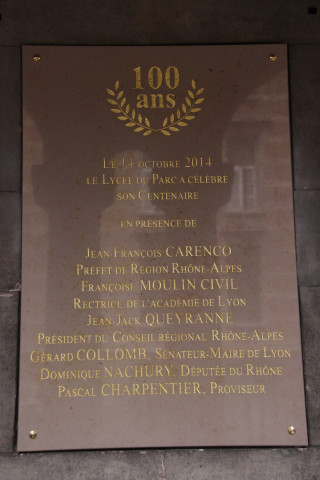 100
ans
LE 14 OCTOBRE 2014
LE LYCÉE DU PARC A CÉLÉBRÉ
SON CENTENAIRE
EN PRÉSENCE DE
JEAN FRANÇOIS CARENCO
PRÉFET DE RÉGION RHÔNE-ALPES
FRANÇOISE MOULIN CIVIL
RECTRICE DE L'ACADÉMIE DE LYON
JEAN-JACK QUEYRANNE
PRÉSIDENT DU CONSEIL RÉGIONAL RHÔNE-ALPES
GÉRARD COLLOMB, SÉNATEUR-MAIRE DE LYON
DOMINIQUE NACHURY, DÉPUTÉE DU RHÔNE
PASCAL CHARPENTIER, PROVISEUR